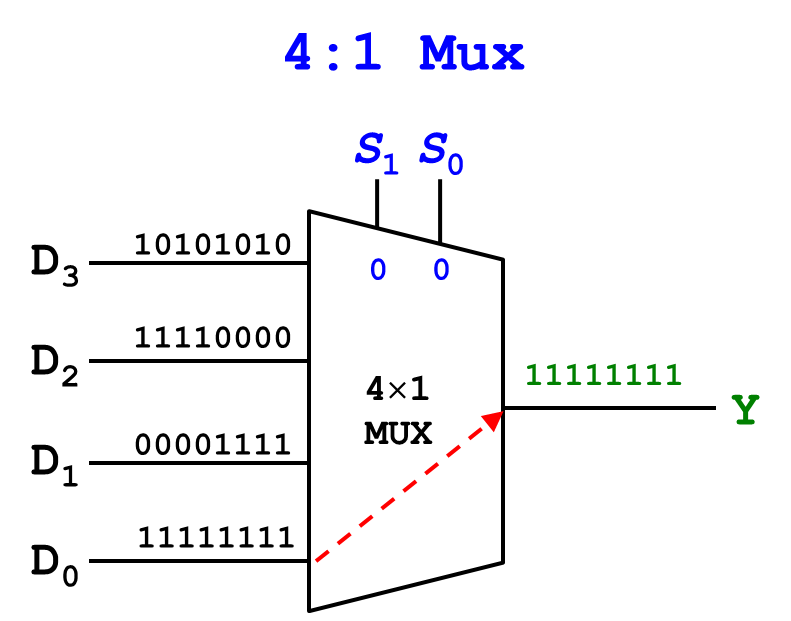 4:1 Mux
S₁ S₀
D₃ 10101010
0 0
D₂ 11110000
4×1
MUX
11111111 Y
D₁ 00001111
D₀ 11111111